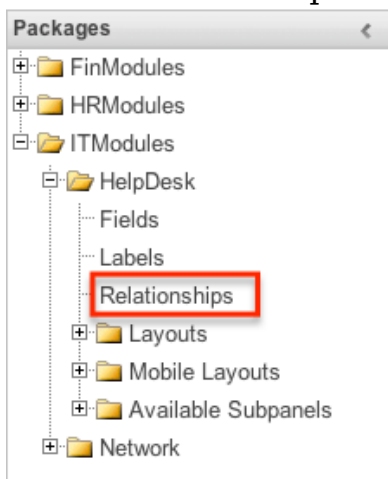 Packages
FinModules
HRModules
ITModules
HelpDesk
Fields
Labels
Relationships
Layouts
Mobile Layouts
Available Subpanels
Network